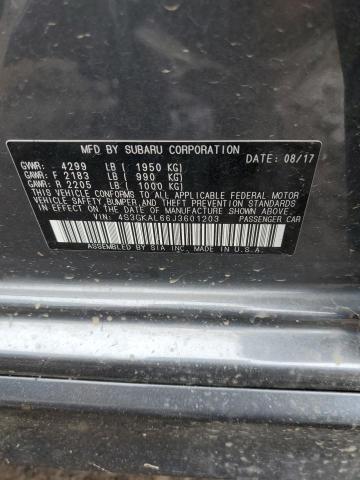 MFD BY SUBARU CORPORATION
GVWR: - 4299 LB [ 1950 KG] DATE: 08/17
GAWR: F 2183 LB [ 990 KG]
GAWR: R 2205 LB [ 1000 KG]
THIS VEHICLE CONFORMS TO ALL APPLICABLE FEDERAL MOTOR
VEHICLE SAFETY, BUMPER, AND THEFT PREVENTION STANDARDS
IN EFFECT ON THE DATE OF MANUFACTURE SHOWN ABOVE.
VIN: 4S3GKAL66J3601203 PASSENGER CAR
ASSEMBLED BY SIA INC, MADE IN U.S.A.